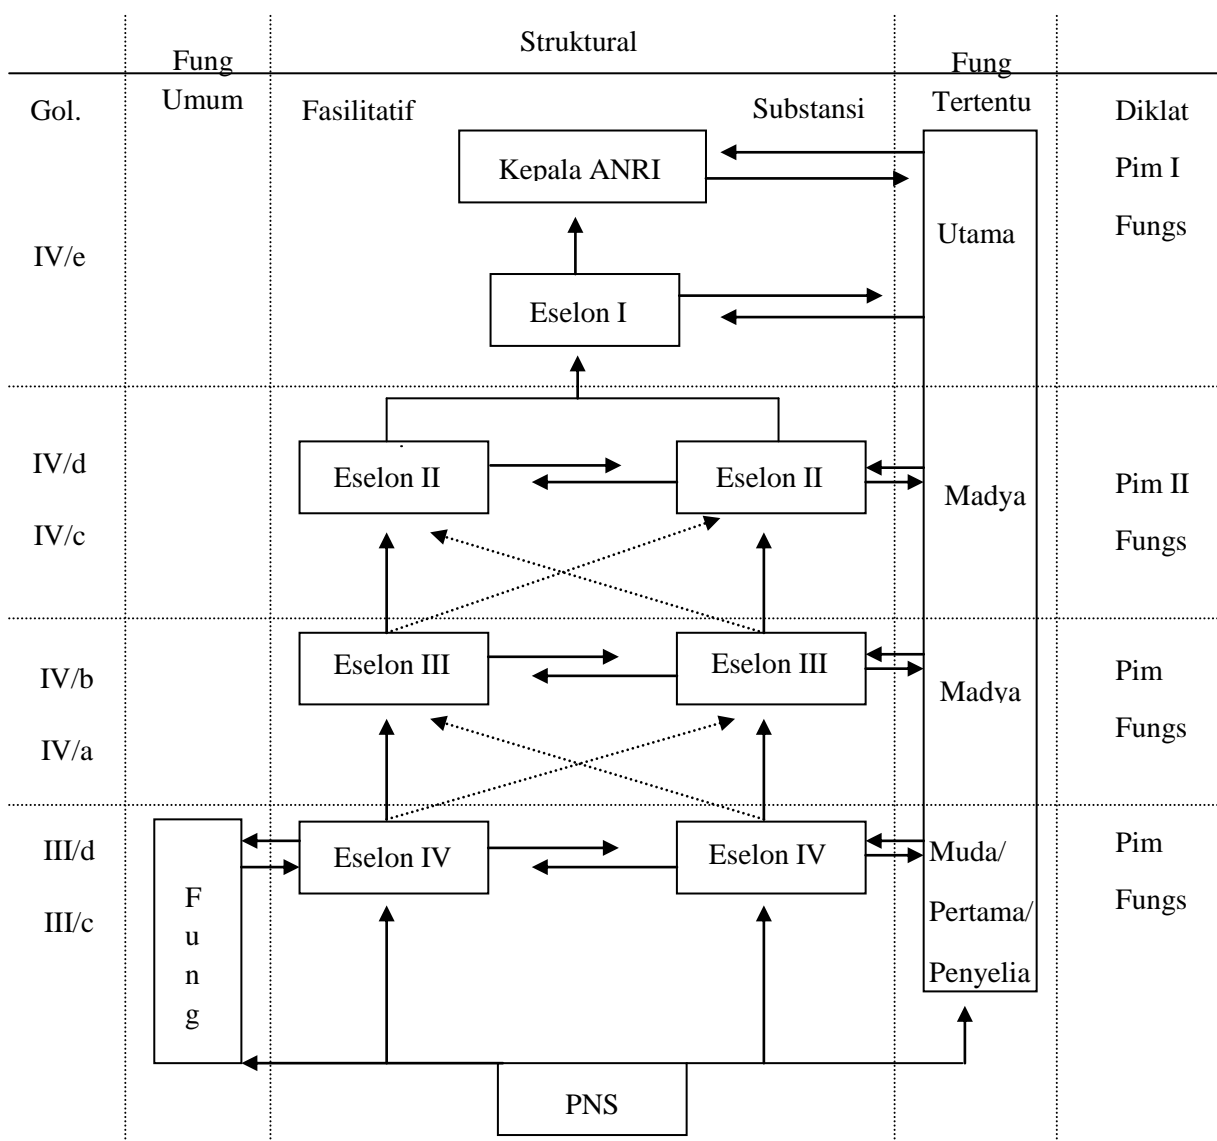 Struktural
Fung
Umum
Fung
Tertentu
Gol.
Fasilitatif
Substansi
Diklat
Kepala ANRI
Pim I
Utama
Fungs
IV/e
Eselon I
IV/d
Eselon II
Eselon II
Madya
Pim II
IV/c
Fungs
Eselon III
Eselon III
IV/b
Madya
Pim
IV/a
Fungs
III/d
Eselon IV
Eselon IV
Muda/
Pim
III/c
F
u
n
g
Pertama/
Fungs
Penyelia
PNS